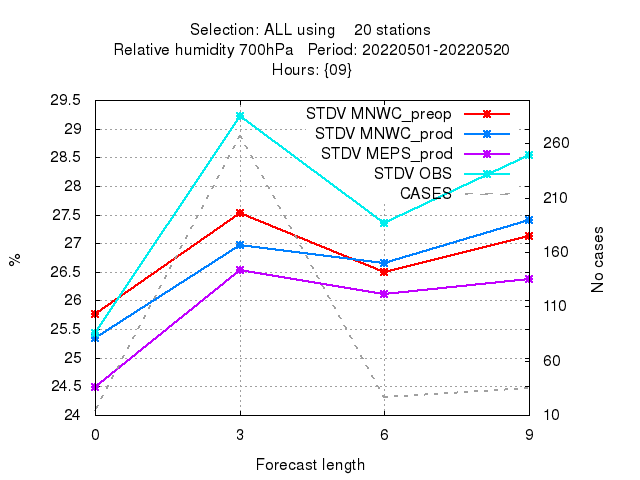 Selection: ALL using    20 stations
Relative humidity 700hPa   Period: 20220501-20220520
Hours: {09}
29.5
29
28.5
28
27.5
27
26.5
26
25.5
25
24.5
24
%
STDV MNWC_preop
STDV MNWC_prod
STDV MEPS_prod
STDV OBS
CASES
260
210
160
110
60
10
No cases
0 3 6 9
Forecast length